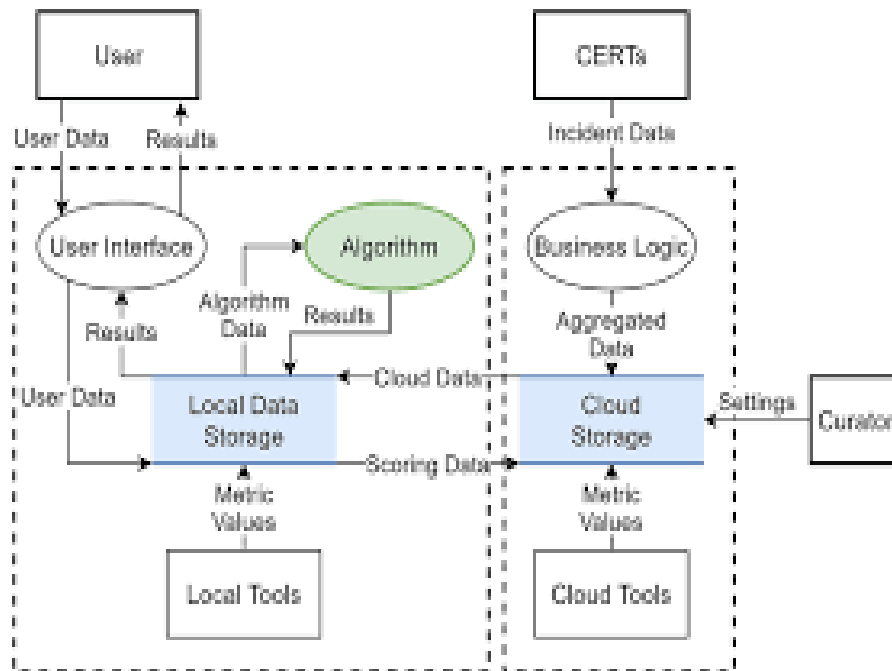 User
CERTs
User Data
Results
Incident Data
User Interface
Algorithm
Business Logic
Algorithm
Data
Results
Results
Aggregated
Data
User Data
Cloud Data
Local Data
Storage
Cloud
Storage
Settings
Curator
Scoring Data
Metric
Values
Metric
Values
Local Tools
Cloud Tools